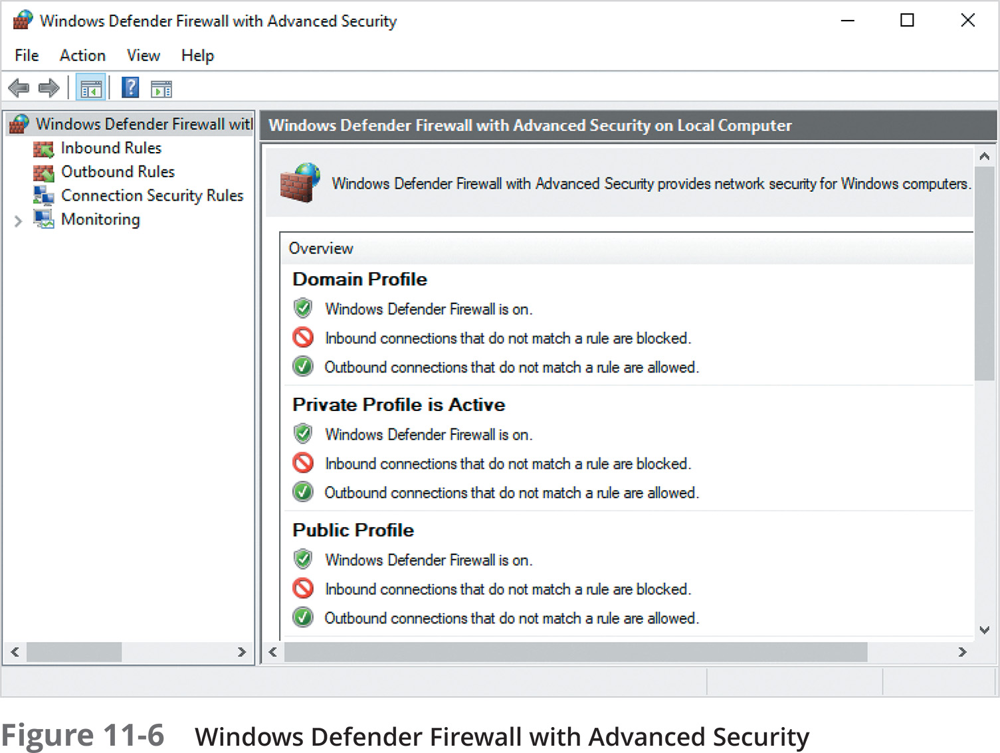 Windows Defender Firewall with Advanced Security
File Action View Help
Windows Defender Firewall with
Inbound Rules
Outbound Rules
Connection Security Rules
Monitoring
Windows Defender Firewall with Advanced Security on Local Computer
Windows Defender Firewall with Advanced Security provides network security for Windows computers.
Overview
Domain Profile
Windows Defender Firewall is on.
Inbound connections that do not match a rule are blocked.
Outbound connections that do not match a rule are allowed.
Private Profile is Active
Windows Defender Firewall is on.
Inbound connections that do not match a rule are blocked.
Outbound connections that do not match a rule are allowed.
Public Profile
Windows Defender Firewall is on.
Inbound connections that do not match a rule are blocked.
Outbound connections that do not match a rule are allowed.
Figure 11-6 Windows Defender Firewall with Advanced Security